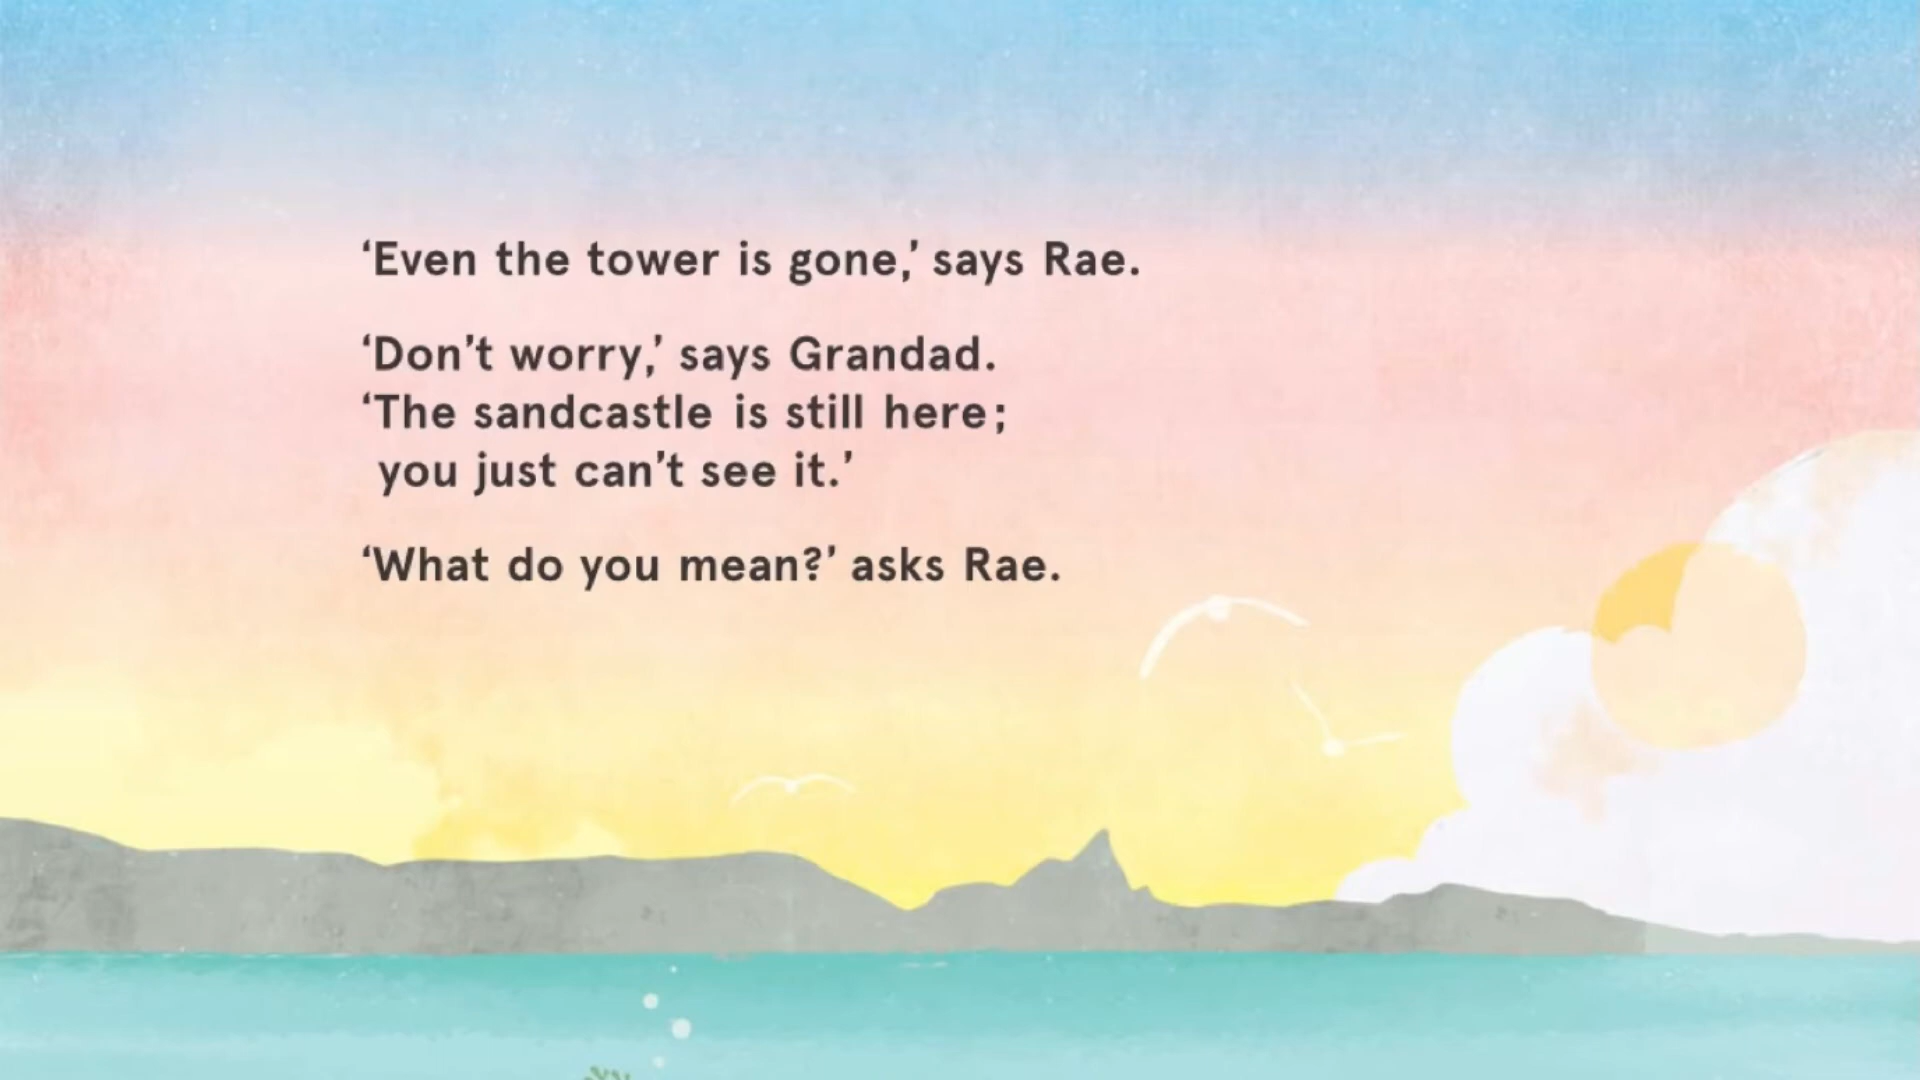 ‘Even the tower is gone,’ says Rae.
‘Don’t worry,’ says Grandad.
‘The sandcastle is still here;
you just can’t see it.’
‘What do you mean?’ asks Rae.